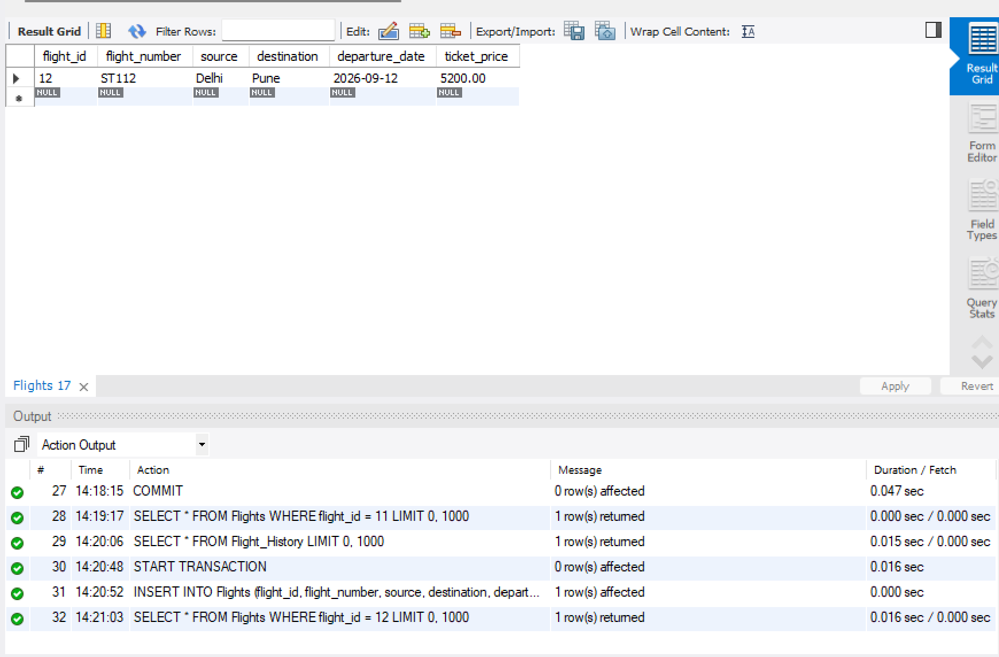 Result Grid Filter Rows: Edit: Export/Import: Wrap Cell Content:
flight_id flight_number source destination departure_date ticket_price
12 ST112 Delhi Pune 2026-09-12 5200.00
NULL NULL NULL NULL NULL NULL
Result
Grid
Form
Editor
Field
Types
Query
Stats
Flights 17
Apply Revert
Output
Action Output
# Time Action Message Duration / Fetch
27 14:18:15 COMMIT 0 row(s) affected 0.047 sec
28 14:19:17 SELECT * FROM Flights WHERE flight_id = 11 LIMIT 0, 1000 1 row(s) returned 0.000 sec / 0.000 sec
29 14:20:06 SELECT * FROM Flight_History LIMIT 0, 1000 1 row(s) returned 0.015 sec / 0.000 sec
30 14:20:48 START TRANSACTION 0 row(s) affected 0.016 sec
31 14:20:52 INSERT INTO Flights (flight_id, flight_number, source, destination, depart... 1 row(s) affected 0.000 sec
32 14:21:03 SELECT * FROM Flights WHERE flight_id = 12 LIMIT 0, 1000 1 row(s) returned 0.016 sec / 0.000 sec